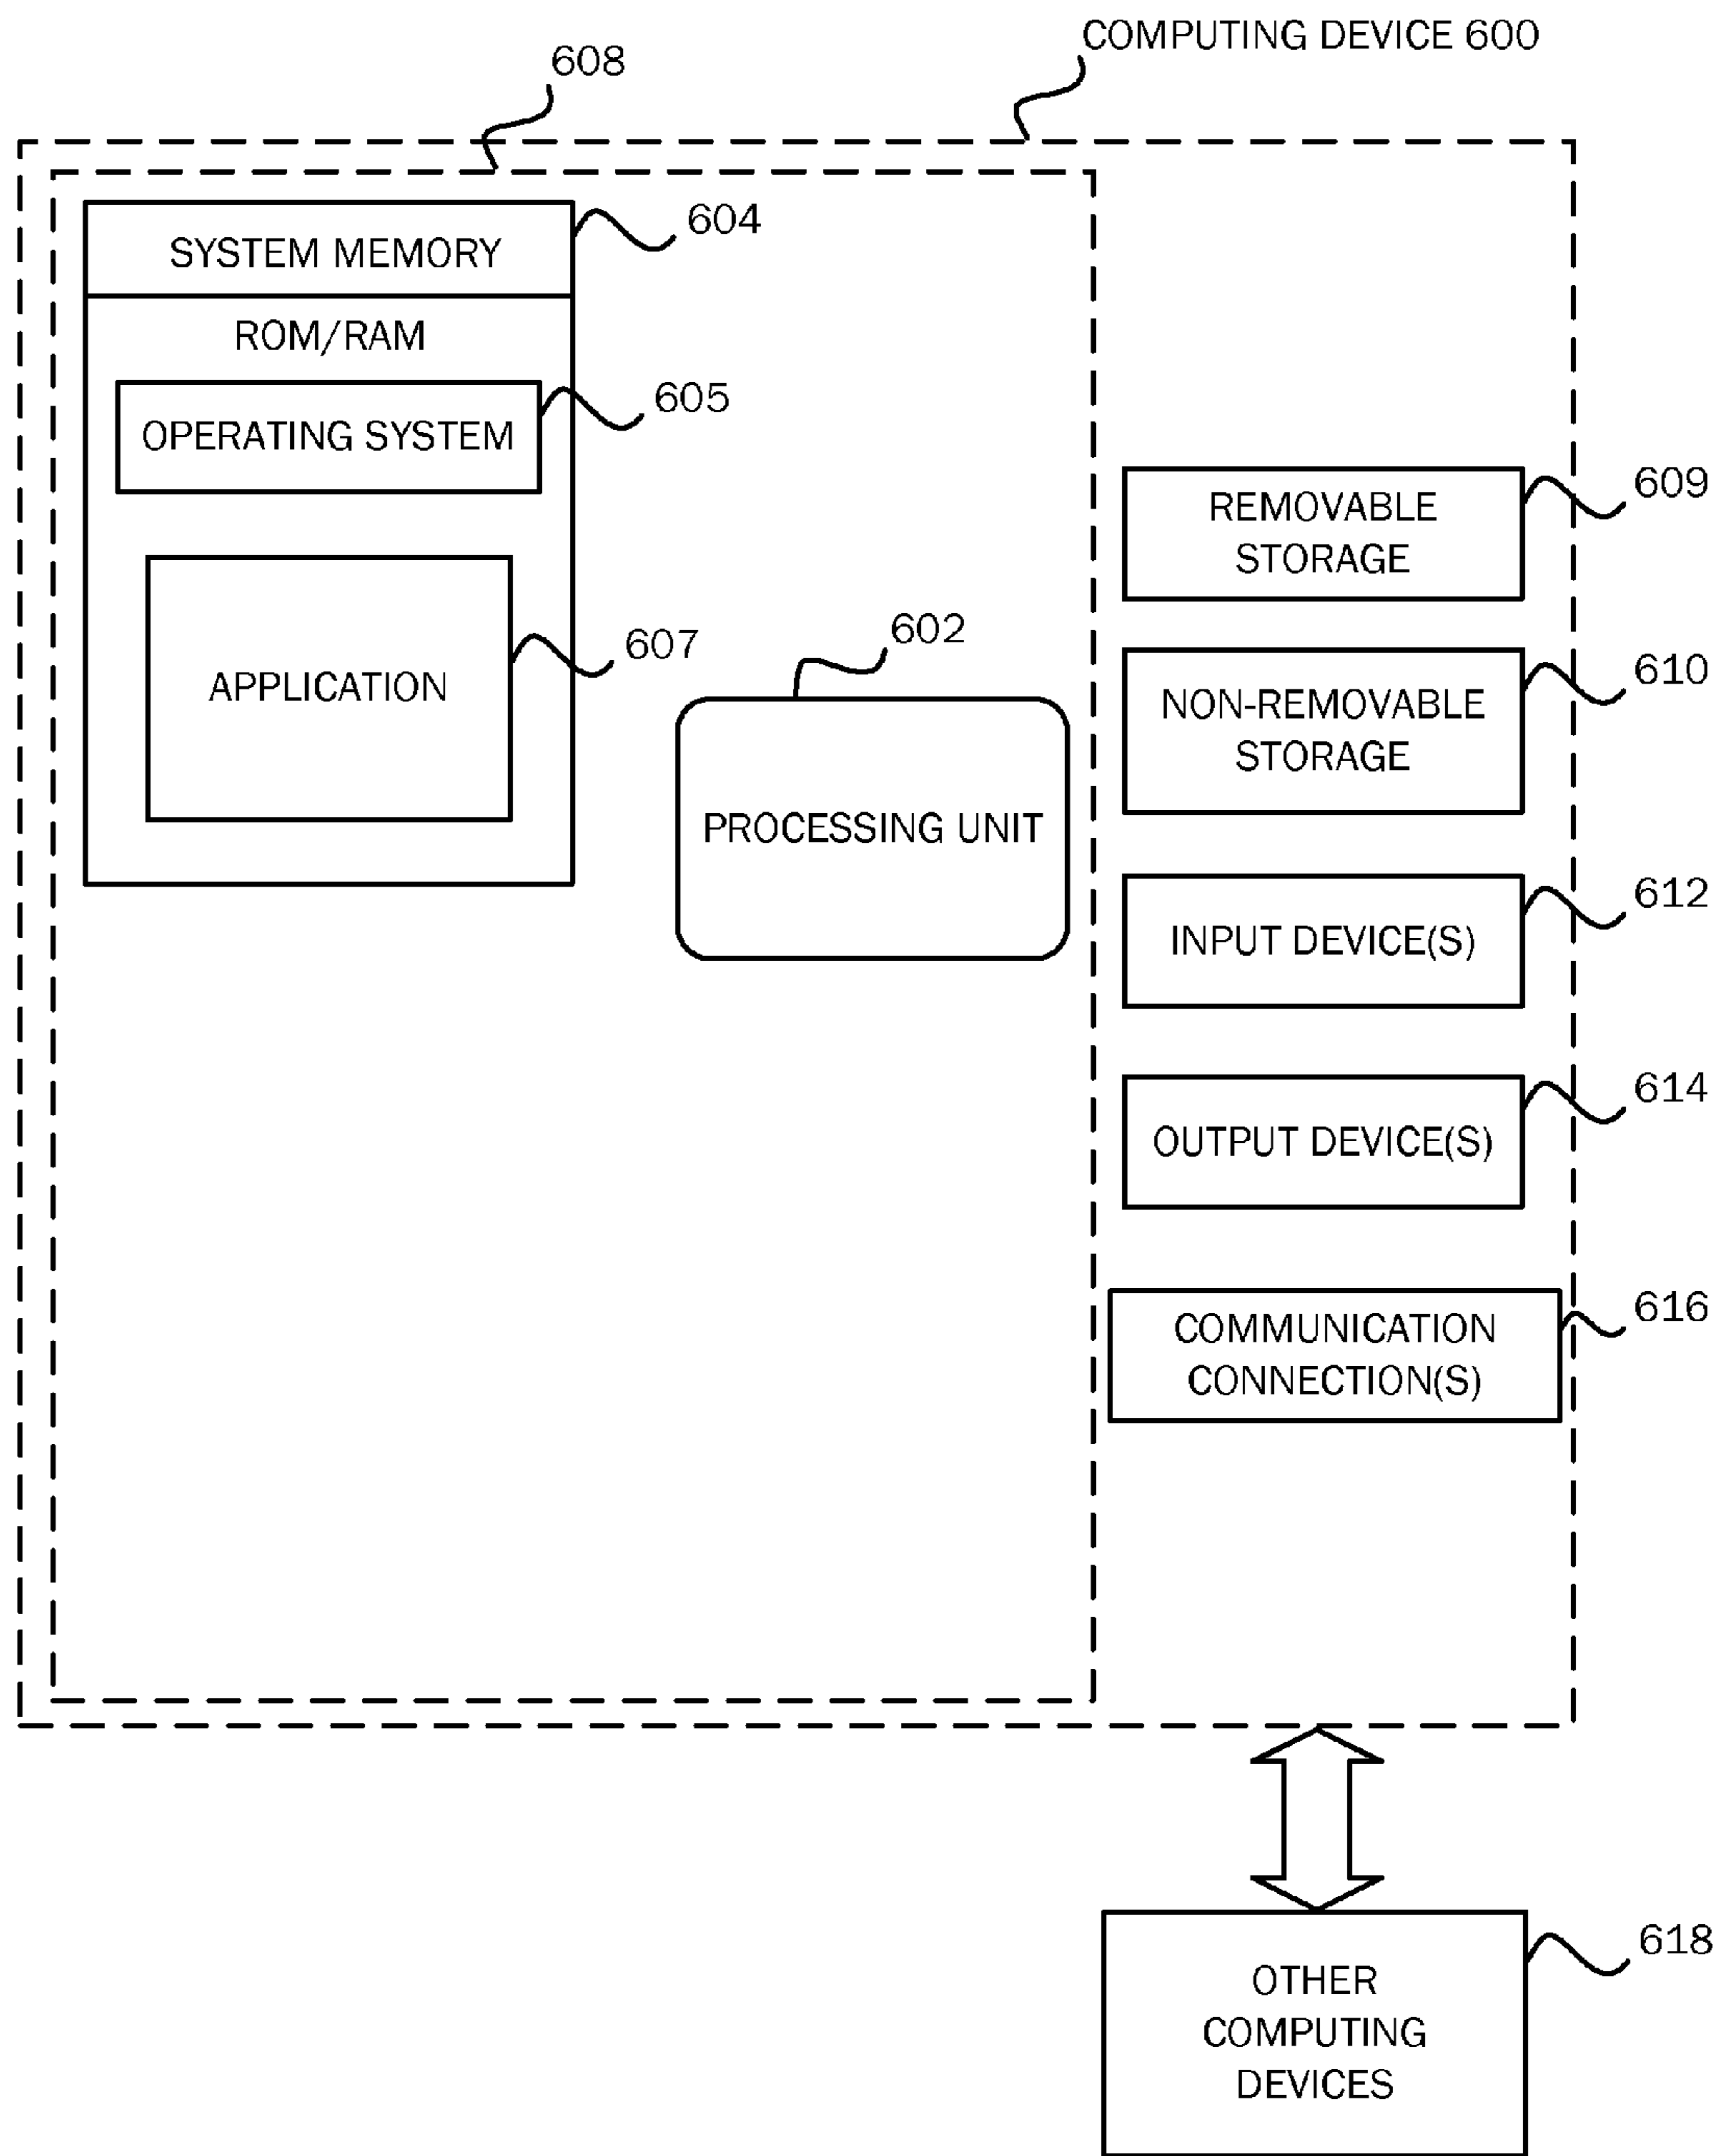 COMPUTING DEVICE 600
608
604
SYSTEM MEMORY
ROM/RAM
605
OPERATING SYSTEM
609
REMOVABLE
STORAGE
607
APPLICATION
602
PROCESSING UNIT
610
NON-REMOVABLE
STORAGE
612
INPUT DEVICE(S)
614
OUTPUT DEVICE(S)
616
COMMUNICATION
CONNECTION(S)
618
OTHER
COMPUTING
DEVICES